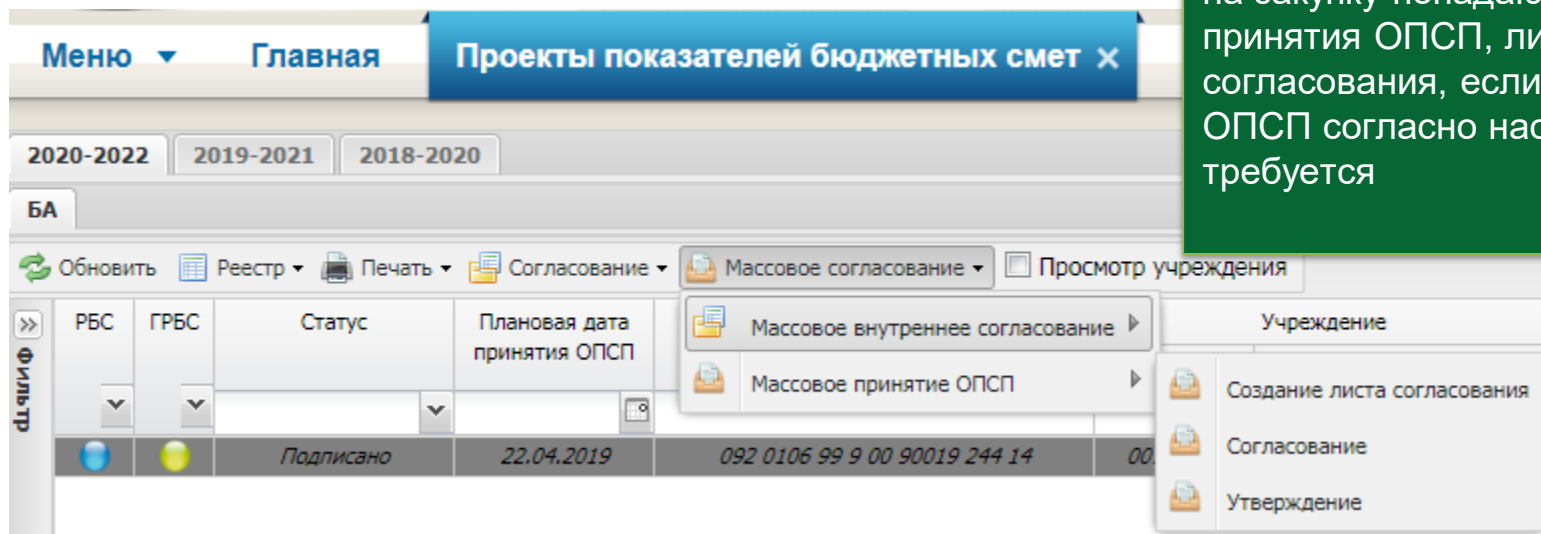 на закупку
принятия ОПСП,
согласования, если
ОПСП согласно
требуется
Меню Главная Проекты показателей бюджетных смет ×
2020-2022 2019-2021 2018-2020
БА
Обновить Реестр Печать Согласование Массовое согласование Просмотр учреждения
РБС ГРБС Статус Плановая дата Учреждение
принятия ОПСП
Фильтр
Массовое внутреннее согласование
Массовое принятие ОПСП
Создание листа согласования
Согласование
Утверждение
Подписано 22.04.2019 092 0106 99 9 00 90019 244 14 00